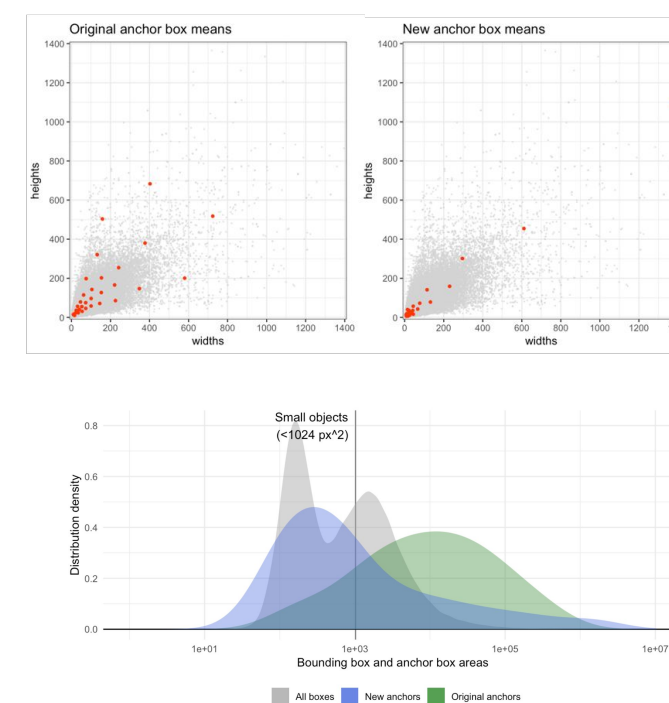 Original anchor box means
New anchor box means
heights
1400
1200
1000
800
600
400
200
0
0 200 400 600 800 1000 1200 1400
widths
heights
1400
1200
1000
800
600
400
200
0
0 200 400 600 800 1000 1200
widths
Small objects
(<1024 px^2)
Distribution density
0.8
0.6
0.4
0.2
0.0
1e+01 1e+03 1e+05 1e+07
Bounding box and anchor box areas
All boxes New anchors Original anchors